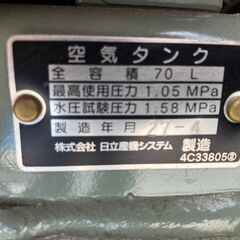 空気タンク
全容積 70 L
最高使用圧力 1.05 MPa
水圧試験圧力 1.58 MPa
製造年月 27-4
株式会社 日立産機システム 製造
4C33805②